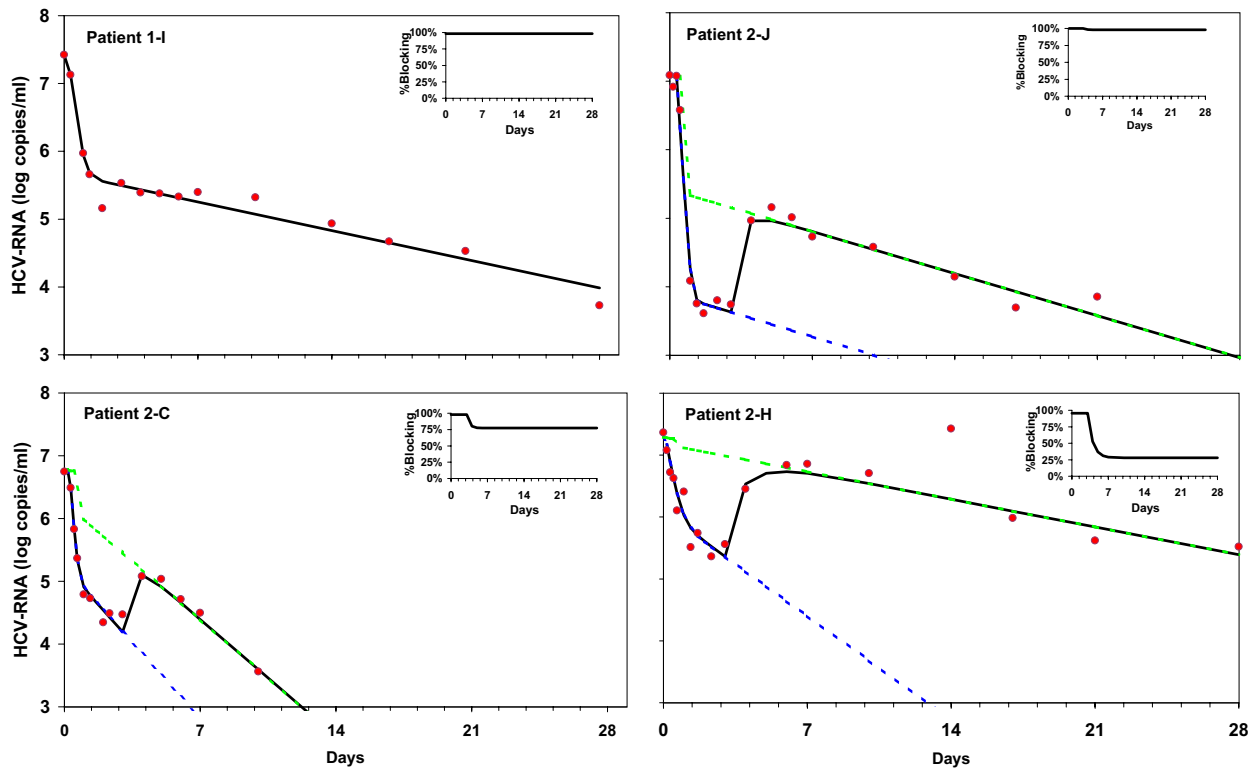 Patient 1-I
HCV-RNA (log copies/ml)
8
7
6
5
4
3
%Blocking
100%
75%
50%
25%
0%
0 7 14 21 28
Days
Patient 2-J
%Blocking
100%
75%
50%
25%
0%
0 7 14 21 28
Days
Patient 2-C
HCV-RNA (log copies/ml)
8
7
6
5
4
3
0 7 14 21 28
Days
%Blocking
100%
75%
50%
25%
0%
0 7 14 21 28
Days
Patient 2-H
0 7 14 21 28
Days
%Blocking
100%
75%
50%
25%
0%
0 7 14 21 28
Days